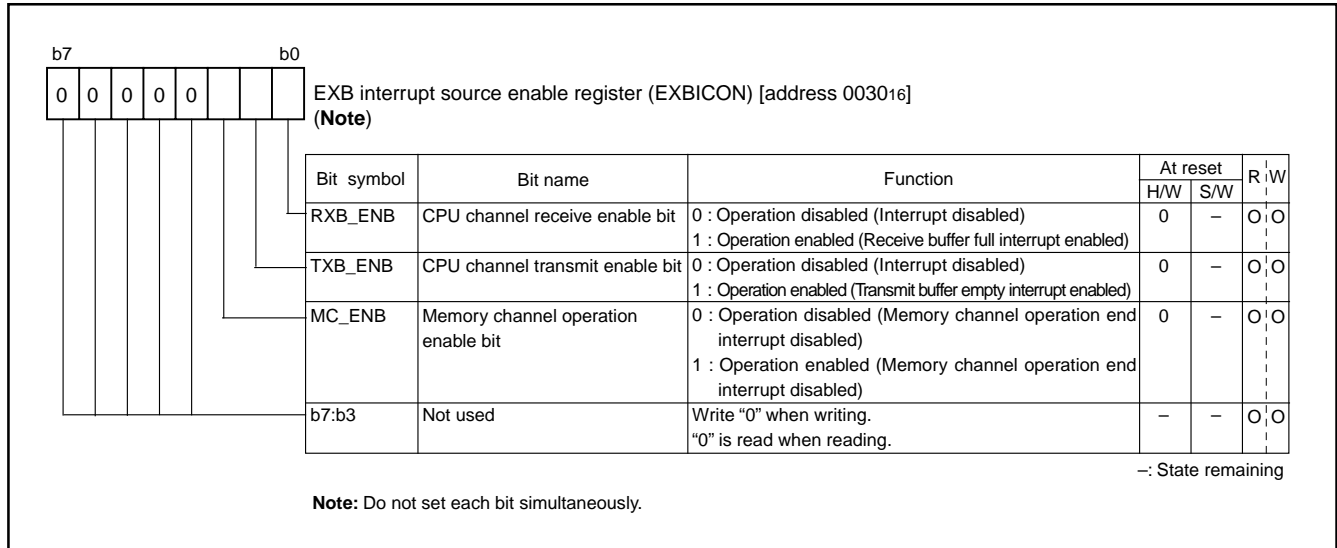 b7 b0
0 0 0 0 0
EXB interrupt source enable register (EXBICON) [address 003016]
(Note)
Bit symbol Bit name Function At reset R W
H/W S/W
RXB_ENB CPU channel receive enable bit 0 : Operation disabled (Interrupt disabled) 0 – O O
1 : Operation enabled (Receive buffer full interrupt enabled)
TXB_ENB CPU channel transmit enable bit 0 : Operation disabled (Interrupt disabled) 0 – O O
1 : Operation enabled (Transmit buffer empty interrupt enabled)
MC_ENB Memory channel operation 0 : Operation disabled (Memory channel operation end 0 – O O
enable bit interrupt disabled)
1 : Operation enabled (Memory channel operation end
interrupt disabled)
b7:b3 Not used Write “0” when writing. – – O O
“0” is read when reading.
–: State remaining
Note: Do not set each bit simultaneously.